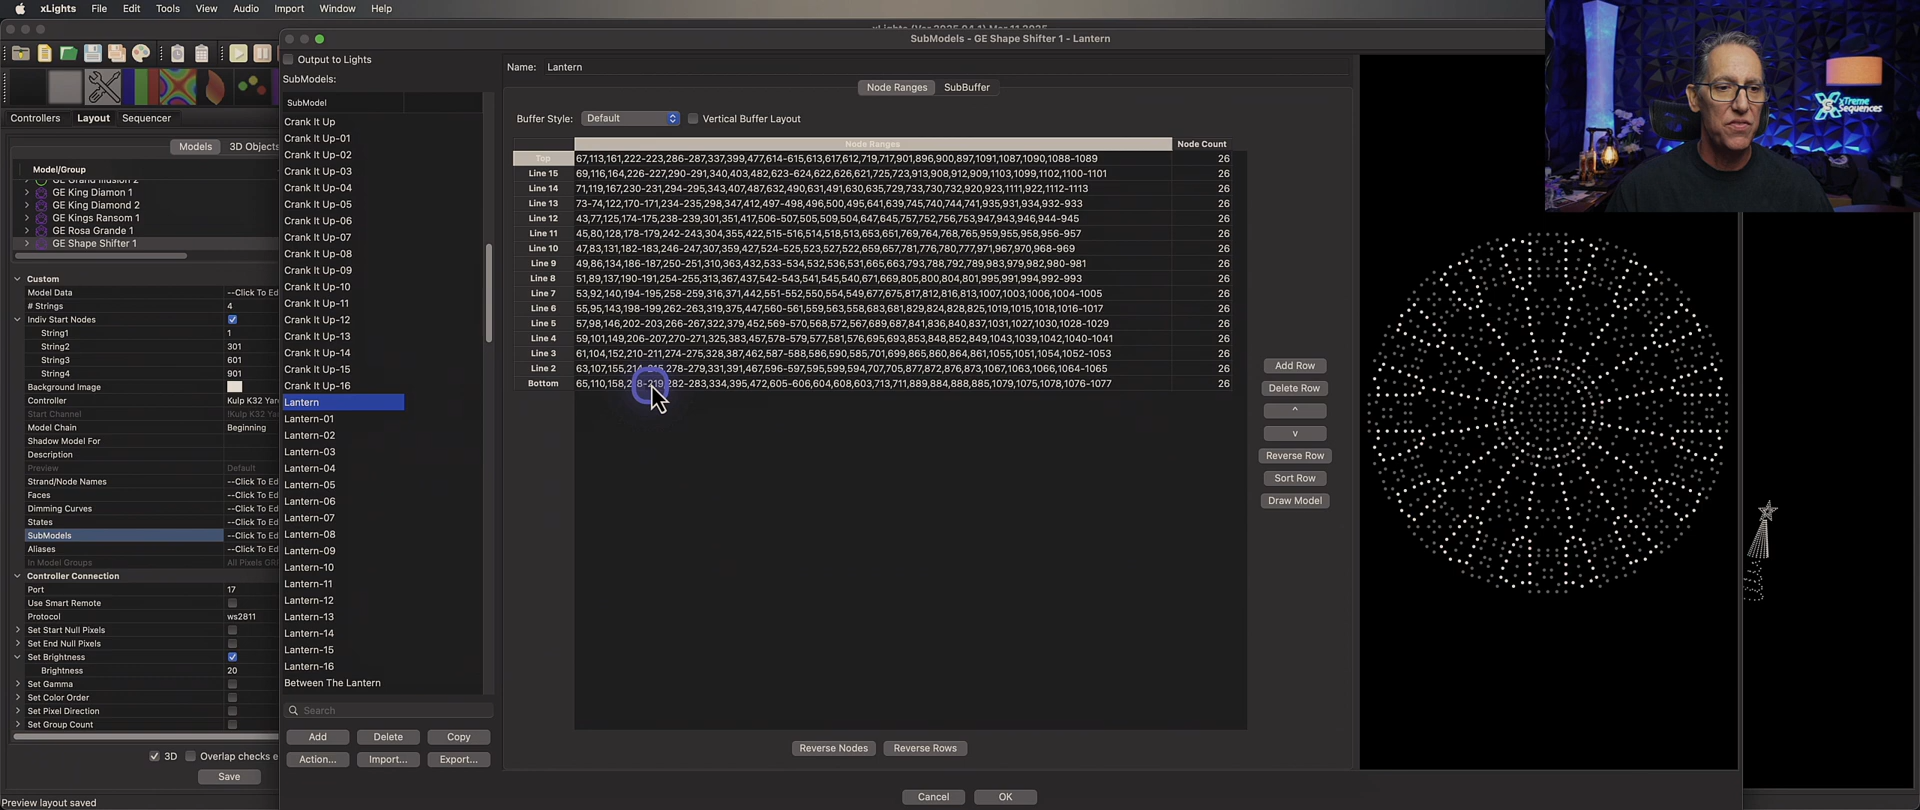 xLights File Edit Tools View Audio Import Window Help
xLights (Ver 2025.04.1) Mar 11 2025
SubModels - GE Shape Shifter 1 - Lantern
Output to Lights
SubModels:
SubModel
Crank It Up
Crank It Up-01
Crank It Up-02
Crank It Up-03
Crank It Up-04
Crank It Up-05
Crank It Up-06
Crank It Up-07
Crank It Up-08
Crank It Up-09
Crank It Up-10
Crank It Up-11
Crank It Up-12
Crank It Up-13
Crank It Up-14
Crank It Up-15
Crank It Up-16
Lantern
Lantern-01
Lantern-02
Lantern-03
Lantern-04
Lantern-05
Lantern-06
Lantern-07
Lantern-08
Lantern-09
Lantern-10
Lantern-11
Lantern-12
Lantern-13
Lantern-14
Lantern-15
Lantern-16
Between The Lantern
Search
Add Delete Copy
Action... Import... Export...
Controllers Layout Sequencer
Models 3D Objects
Model/Group
GE Grand Illusion 2
GE King Diamon 1
GE King Diamond 2
GE Kings Ransom 1
GE Rosa Grande 1
GE Shape Shifter 1
Custom
Model Data --Click To Ed
# Strings 4
Indiv Start Nodes
String1 1
String2 301
String3 601
String4 901
Background Image
Controller Kulp K32 Yar
Start Channel !Kulp K32 Yar
Model Chain Beginning
Shadow Model For
Description
Preview Default
Strand/Node Names --Click To Ed
Faces --Click To Ed
Dimming Curves --Click To Ed
States --Click To Ed
SubModels --Click To Ed
Aliases --Click To Ed
In Model Groups All Pixels GR
Controller Connection
Port 17
Use Smart Remote
Protocol ws2811
Set Start Null Pixels
Set End Null Pixels
Set Brightness
Brightness 20
Set Gamma
Set Color Order
Set Pixel Direction
Set Group Count
3D Overlap checks e
Save
Preview layout saved
Name: Lantern
Node Ranges SubBuffer
Buffer Style: Default Vertical Buffer Layout
Node Ranges Node Count
Top 67,113,161,222-223,286-287,337,399,477,614-615,613,617,612,719,717,901,896,900,897,1091,1087,1090,1088-1089 26
Line 15 69,116,164,226-227,290-291,340,403,482,623-624,622,626,621,725,723,913,908,912,909,1103,1099,1102,1100-1101 26
Line 14 71,119,167,230-231,294-295,343,407,487,632,490,631,491,630,635,729,733,730,732,920,923,1111,922,1112-1113 26
Line 13 73-74,122,170-171,234-235,298,347,412,497-498,496,500,495,641,639,745,740,744,741,935,931,934,932-933 26
Line 12 43,77,125,174-175,238-239,301,351,417,506-507,505,509,504,647,645,757,752,756,753,947,943,946,944-945 26
Line 11 45,80,128,178-179,242-243,304,355,422,515-516,514,518,513,653,651,769,764,768,765,959,955,958,956-957 26
Line 10 47,83,131,182-183,246-247,307,359,427,524-525,523,527,522,659,657,781,776,780,777,971,967,970,968-969 26
Line 9 49,86,134,186-187,250-251,310,363,432,533-534,532,536,531,665,663,793,788,792,789,983,979,982,980-981 26
Line 8 51,89,137,190-191,254-255,313,367,437,542-543,541,545,540,671,669,805,800,804,801,995,991,994,992-993 26
Line 7 53,92,140,194-195,258-259,316,371,442,551-552,550,554,549,677,675,817,812,816,813,1007,1003,1006,1004-1005 26
Line 6 55,95,143,198-199,262-263,319,375,447,560-561,559,563,558,683,681,829,824,828,825,1019,1015,1018,1016-1017 26
Line 5 57,98,146,202-203,266-267,322,379,452,569-570,568,572,567,689,687,841,836,840,837,1031,1027,1030,1028-1029 26
Line 4 59,101,149,206-207,270-271,325,383,457,578-579,577,581,576,695,693,853,848,852,849,1043,1039,1042,1040-1041 26
Line 3 61,104,152,210-211,274-275,328,387,462,587-588,586,590,585,701,699,865,860,864,861,1055,1051,1054,1052-1053 26
Line 2 63,107,155,214-215,278-279,331,391,467,596-597,595,599,594,707,705,877,872,876,873,1067,1063,1066,1064-1065 26
Bottom 65,110,158,218-219,282-283,334,395,472,605-606,604,608,603,713,711,889,884,888,885,1079,1075,1078,1076-1077 26
Add Row
Delete Row
^
v
Reverse Row
Sort Row
Draw Model
Reverse Nodes Reverse Rows
Cancel OK
xTreme Sequences